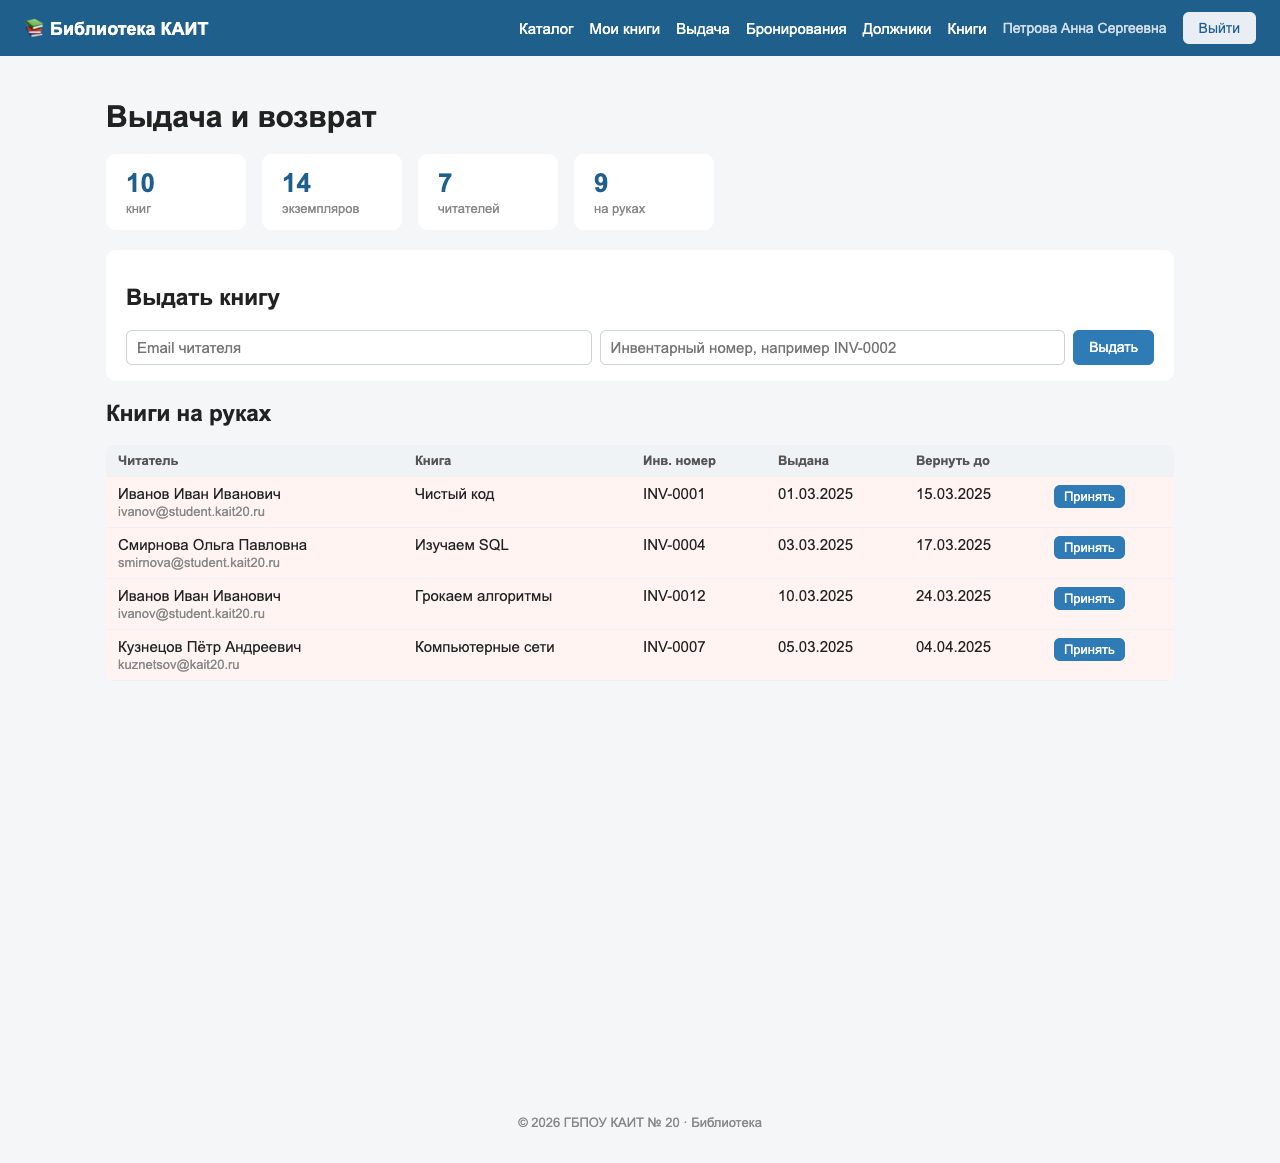 Библиотека КАИТ
Каталог Мои книги Выдача Бронирования Должники Книги Петрова Анна Сергеевна Выйти
Выдача и возврат
10 14 7 9
книг экземпляров читателей на руках
Выдать книгу
Email читателя Инвентарный номер, например INV-0002 Выдать
Книги на руках
Читатель Книга Инв. номер Выдана Вернуть до
Иванов Иван Иванович Чистый код INV-0001 01.03.2025 15.03.2025 Принять
ivanov@student.kait20.ru
Смирнова Ольга Павловна Изучаем SQL INV-0004 03.03.2025 17.03.2025 Принять
smirnova@student.kait20.ru
Иванов Иван Иванович Грокаем алгоритмы INV-0012 10.03.2025 24.03.2025 Принять
ivanov@student.kait20.ru
Кузнецов Пётр Андреевич Компьютерные сети INV-0007 05.03.2025 04.04.2025 Принять
kuznetsov@kait20.ru
© 2026 ГБПОУ КАИТ № 20 · Библиотека